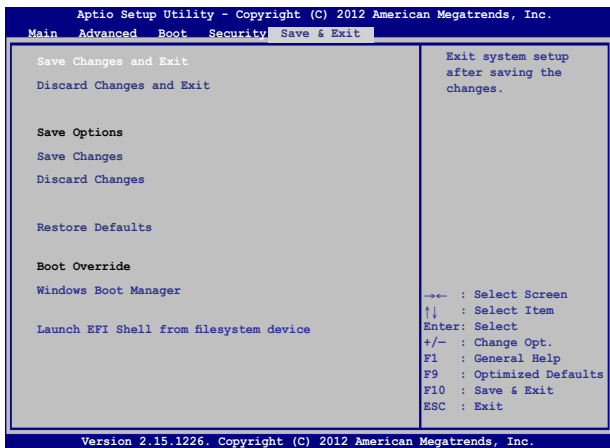 Aptio Setup Utility - Copyright (C) 2012 American Megatrends, Inc.
Main Advanced Boot Security Save & Exit
Save Changes and Exit
Discard Changes and Exit
Save Options
Save Changes
Discard Changes
Restore Defaults
Boot Override
Windows Boot Manager
Launch EFI Shell from filesystem device
Exit system setup
after saving the
changes.
→← : Select Screen
↑↓ : Select Item
Enter: Select
+/— : Change Opt.
F1 : General Help
F9 : Optimized Defaults
F10 : Save & Exit
ESC : Exit
Version 2.15.1226. Copyright (C) 2012 American Megatrends, Inc.